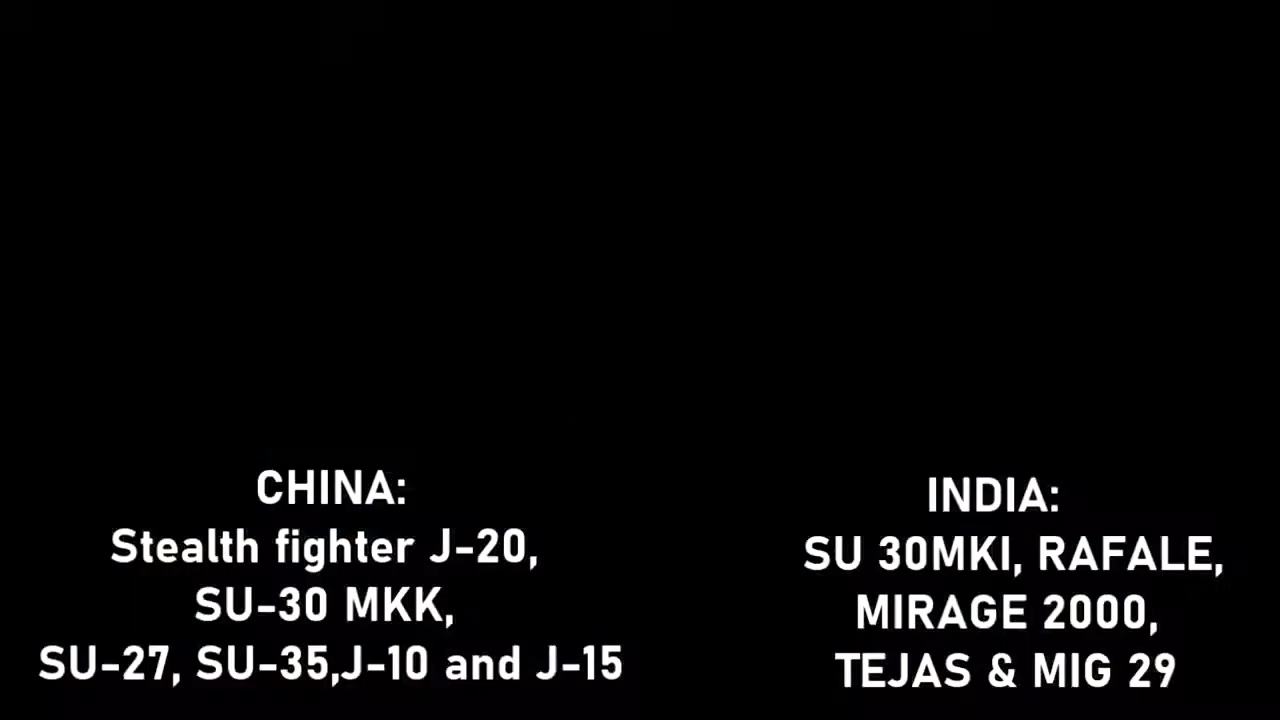 CHINA:
Stealth fighter J-20,
SU-30 MKK,
SU-27, SU-35,J-10 and J-15
INDIA:
SU 30MKI, RAFALE,
MIRAGE 2000,
TEJAS & MIG 29